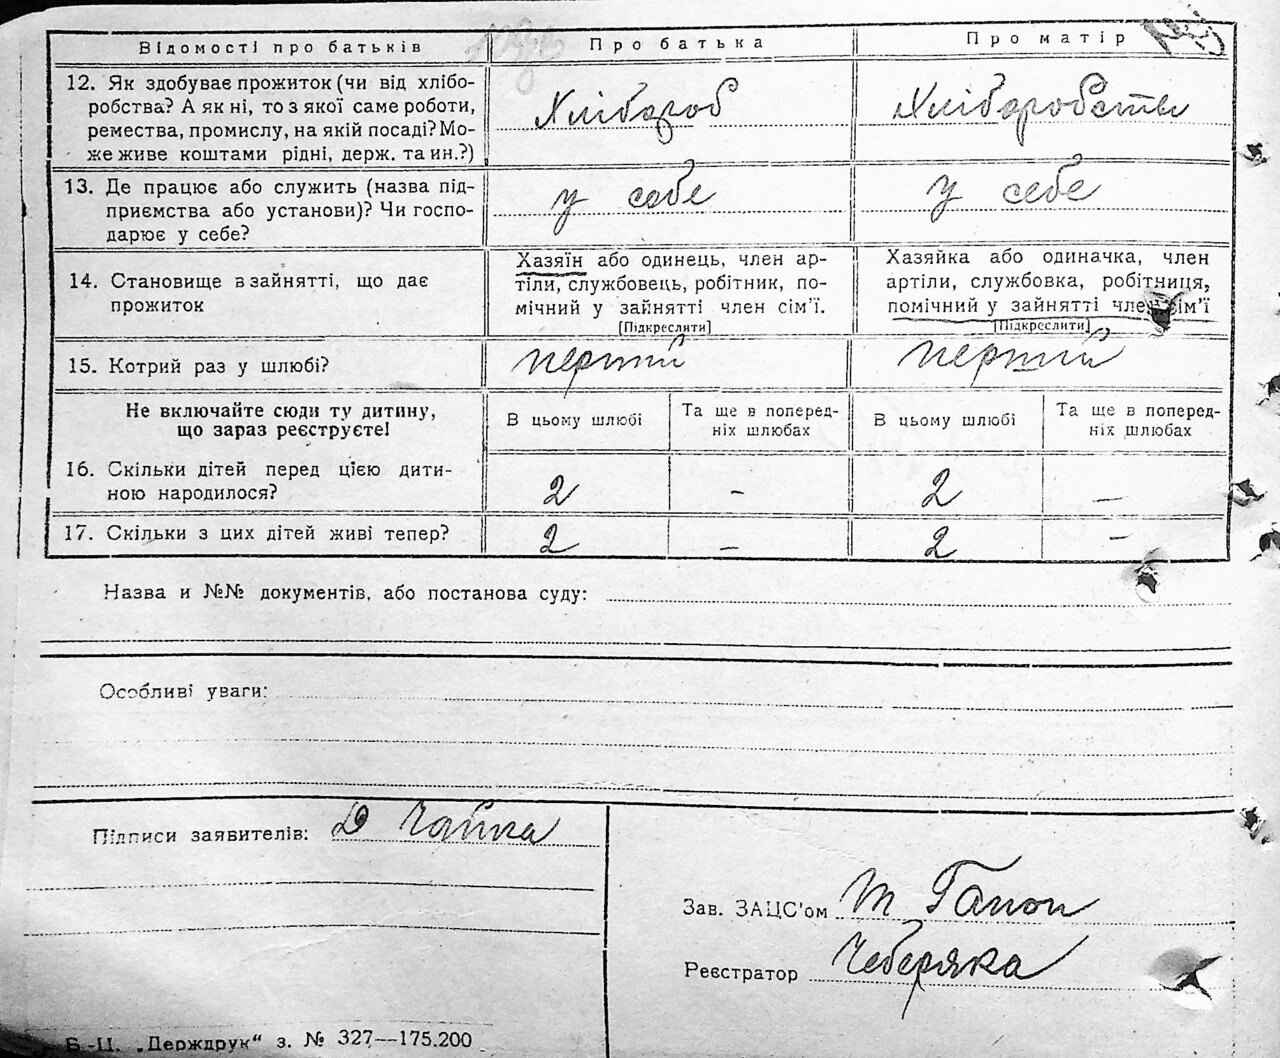 Відомості про батьків Про батька Про матір
12. Як здобуває прожиток (чи від хлібо- Хлібороб Хліборобство
робства? А як ні, то з якої саме роботи,
ремества, промислу, на якій посаді? Мо-
же живе коштами рідні, держ. та ин.?)
13. Де працює або служить (назва під- у себе у себе
приємства або установи)? Чи госпо-
дарює у себе?
Хазяїн або одинець, член ар- Хазяйка або одиначка, член
14. Становище в зайнятті, що дає тіли, службовець, робітник, по- артіли, службовка, робітниця,
прожиток мічний у зайнятті член сім'ї. помічний у зайнятті член сім'ї
[Підкреслити] [Підкреслити]
15. Котрий раз у шлюбі? перший перший
Не включайте сюди ту дитину, В цьому шлюбі Та ще в поперед- В цьому шлюбі Та ще в поперед-
що зараз реєструєте! ніх шлюбах ніх шлюбах
16. Скільки дітей перед цією дити- 2 - 2 -
ною народилося?
17. Скільки з цих дітей живі тепер? 2 - 2 -
Назва и №№ документів, або постанова суду:
Особливі уваги:
Підписи заявителів: Д Чайка
Зав. ЗАЦС'ом
Реєстратор Чеберяка
Б.-Ц. „Держдрук“ з. № 327—175.200